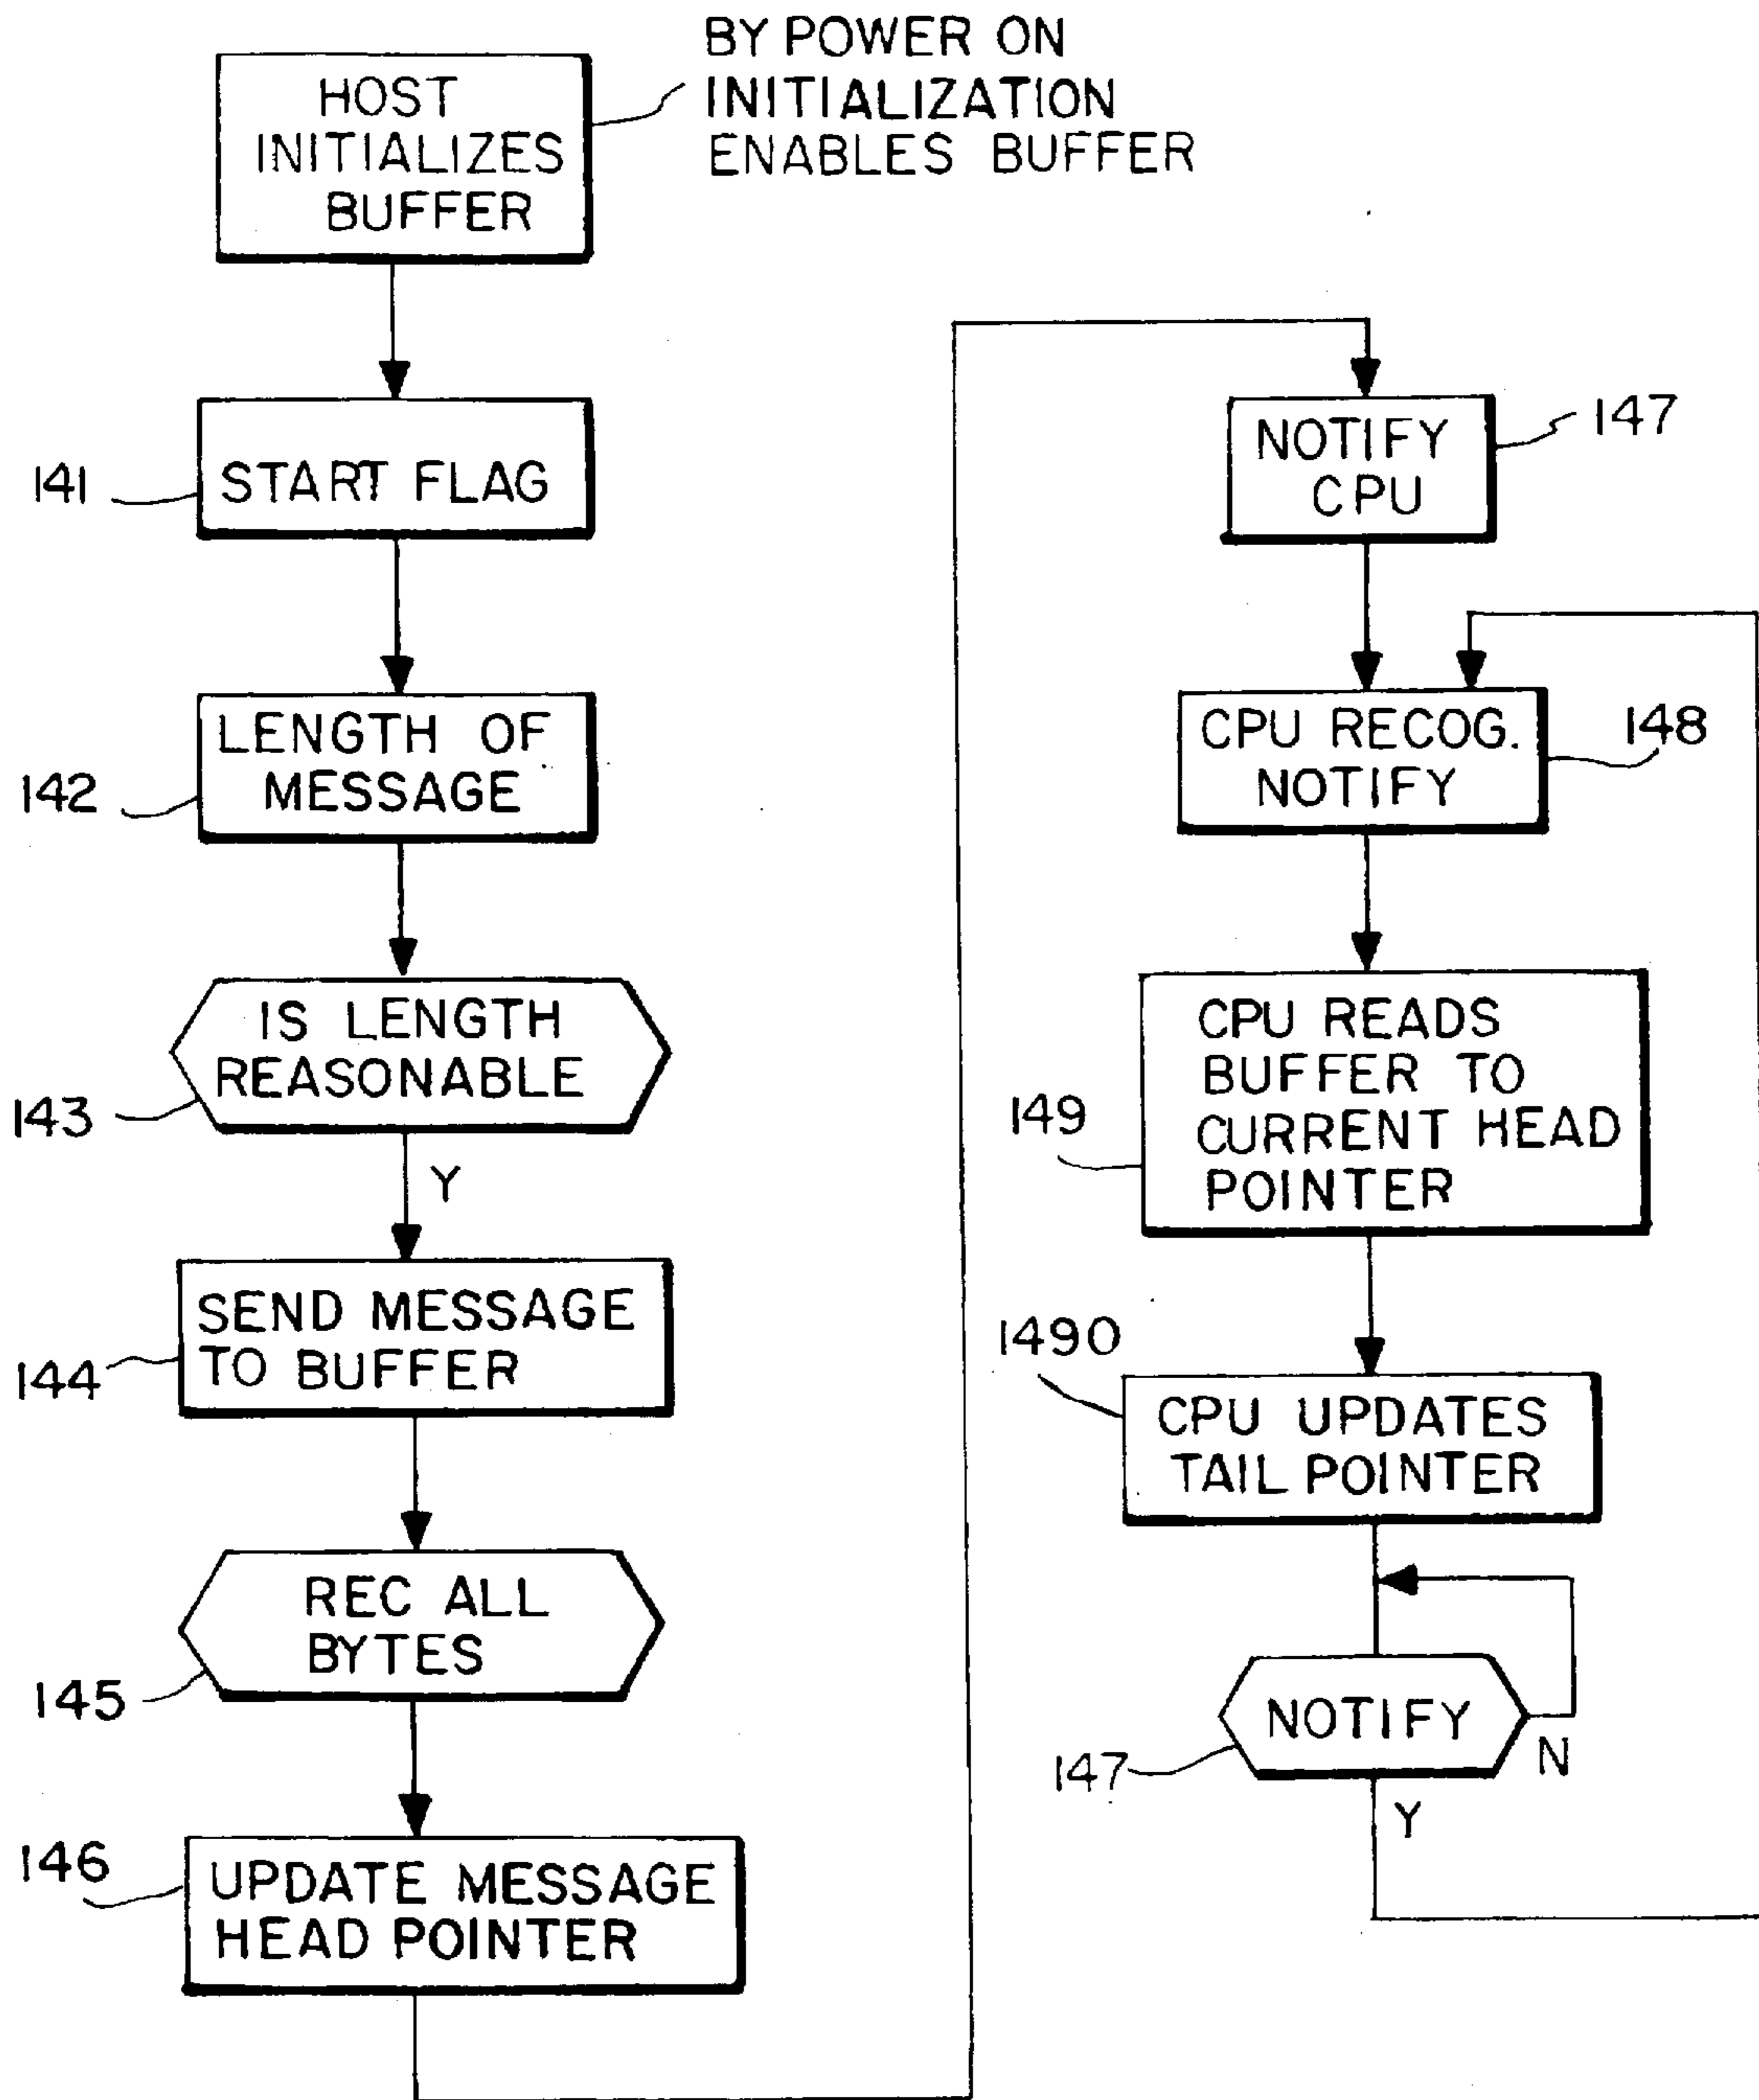 HOST
INITIALIZES
BUFFER
BY POWER ON
INITIALIZATION
ENABLES BUFFER
141
START FLAG
142
LENGTH OF
MESSAGE
143
IS LENGTH
REASONABLE
Y
144
SEND MESSAGE
TO BUFFER
145
REC ALL
BYTES
146
UPDATE MESSAGE
HEAD POINTER
NOTIFY
CPU
147
CPU RECOG.
NOTIFY
148
149
CPU READS
BUFFER TO
CURRENT HEAD
POINTER
1490
CPU UPDATES
TAIL POINTER
147
NOTIFY
N
Y